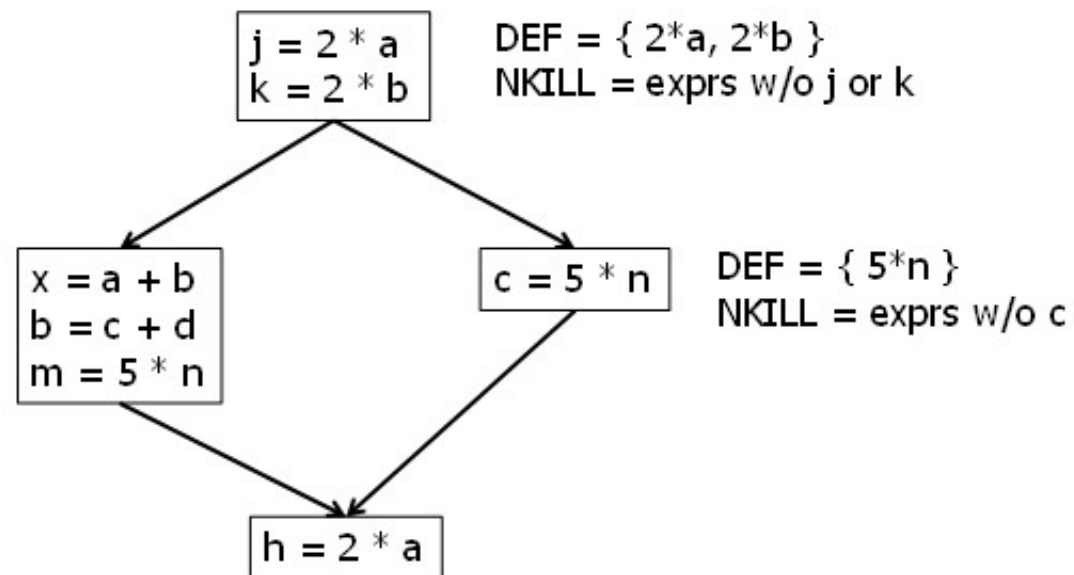 j = 2 * a
k = 2 * b
DEF = { 2*a, 2*b }
NKILL = exprs w/o j or k
x = a + b
b = c + d
m = 5 * n
c = 5 * n
DEF = { 5*n }
NKILL = exprs w/o c
h = 2 * a